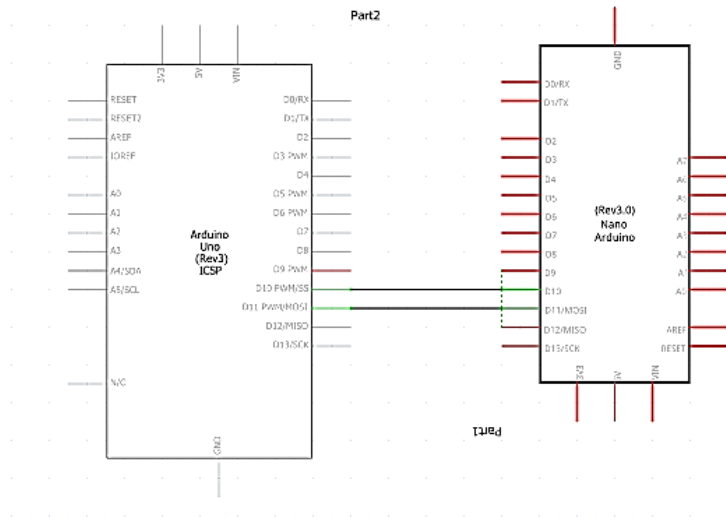 Part2
3V3
5V
VIN
RESET
RESET2
AREF
IOREF
A0
A1
A2
A3
A4/SDA
A5/SCL
N/C
Arduino
Uno
(Rev3)
ICSP
D0/RX
D1/TX
D2
D3 PWM
D4
D5 PWM
D6 PWM
D7
D8
D9 PWM
D10 PWM/SS
D11 PWM/MOSI
D12/MISO
D13/SCK
GND
GND
D0/RX
D1/TX
D2
D3
D4
D5
D6
D7
D8
D9
D10
D11/MOSI
D12/MISO
D13/SCK
(Rev3.0)
Nano
Arduino
A7
A6
A5
A4
A3
A2
A1
A0
AREF
RESET
3V3
5V
VIN
Part1